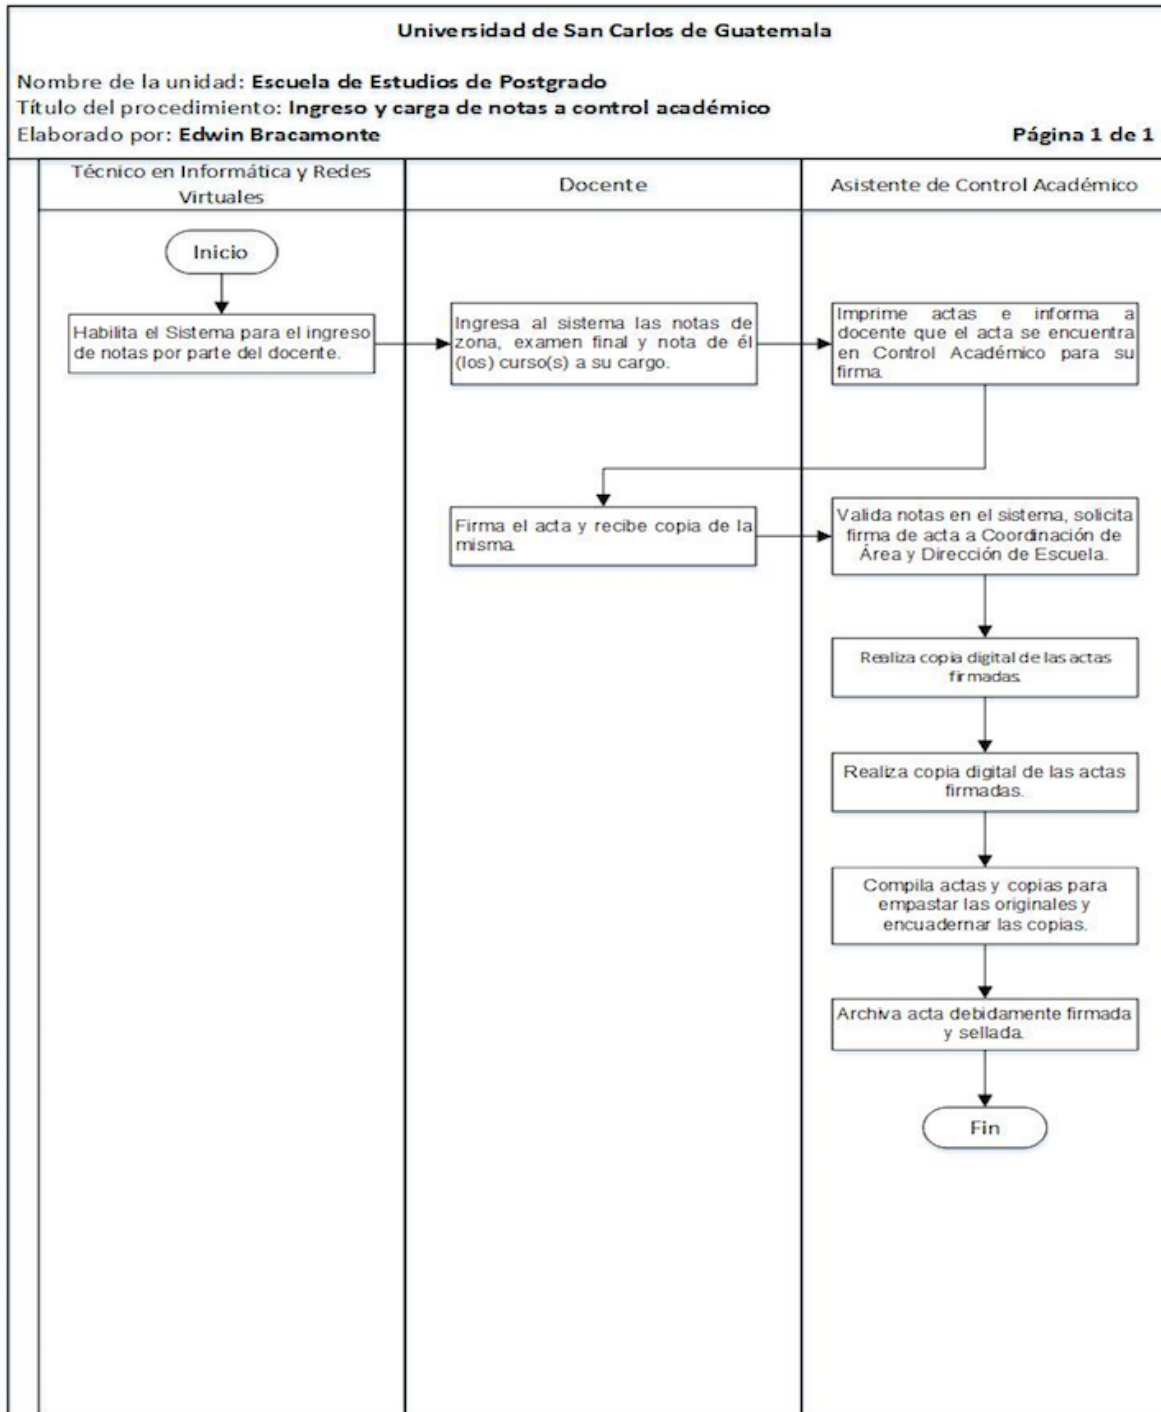 Universidad de San Carlos de Guatemala
Nombre de la unidad: Escuela de Estudios de Postgrado
Título del procedimiento: Ingreso y carga de notas a control académico
Elaborado por: Edwin Bracamonte
Página 1 de 1
Técnico en Informática y Redes
Virtuales
Docente
Asistente de Control Académico
Inicio
Habilita el Sistema para el ingreso
de notas por parte del docente.
Ingresa al sistema las notas de
zona, examen final y nota de él
(los) curso(s) a su cargo.
Imprime actas e informa a
docente que el acta se encuentra
en Control Académico para su
firma.
Firma el acta y recibe copia de la
misma.
Valida notas en el sistema, solicita
firma de acta a Coordinación de
Área y Dirección de Escuela.
Realiza copia digital de las actas
firmadas.
Realiza copia digital de las actas
firmadas.
Compila actas y copias para
empastar las originales y
encuadernar las copias.
Archiva acta debidamente firmada
y sellada.
Fin